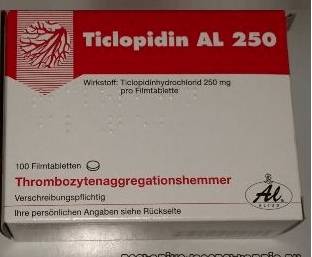 Ticlopidin AL 250
Wirkstoff: Ticlopidinhydrochlorid 250 mg
pro Filmtablette
100 Filmtabletten
Thrombozytenaggregationshemmer
Verschreibungspflichtig
Ihre persönlichen Angaben siehe Rückseite
AL
ALIUD